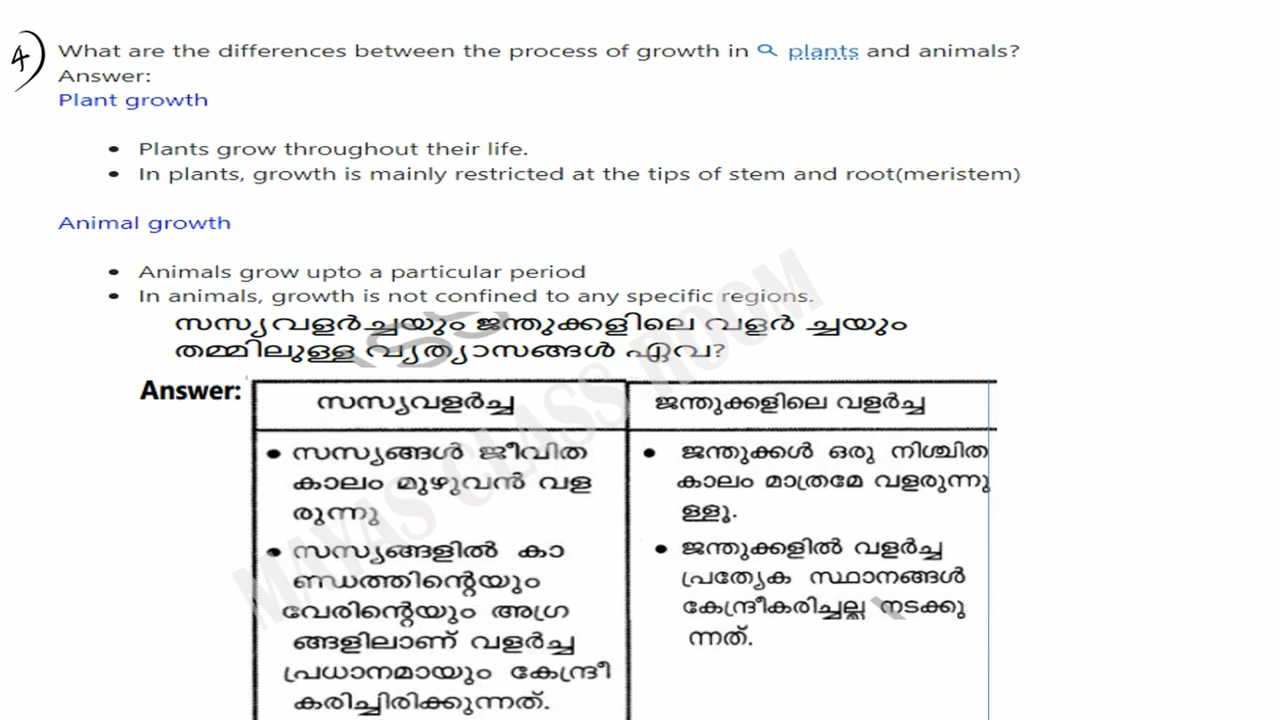 4)
What are the differences between the process of growth in plants and animals?
Answer:
Plant growth
• Plants grow throughout their life.
• In plants, growth is mainly restricted at the tips of stem and root(meristem)
Animal growth
• Animals grow upto a particular period
• In animals, growth is not confined to any specific regions.
സസ്യവളർച്ചയും ജന്തുക്കളിലെ വളർ ച്ചയും
തമ്മിലുള്ള വ്യത്യാസങ്ങൾ ഏവ?
Answer:
സസ്യവളർച്ച
• സസ്യങ്ങൾ ജീവിത
കാലം മുഴുവൻ വള
രുന്നു
• സസ്യങ്ങളിൽ കാ
ണ്ഡത്തിന്റെയും
വേരിന്റെയും അഗ്ര
ങ്ങളിലാണ് വളർച്ച
പ്രധാനമായും കേന്ദ്രീ
കരിച്ചിരിക്കുന്നത്.
ജന്തുക്കളിലെ വളർച്ച
• ജന്തുക്കൾ ഒരു നിശ്ചിത
കാലം മാത്രമേ വളരുന്നു
ള്ളൂ.
• ജന്തുക്കളിൽ വളർച്ച
പ്രത്യേക സ്ഥാനങ്ങൾ
കേന്ദ്രീകരിച്ചല്ല നടക്കു
ന്നത്.
MAYAS CLASS ROOM